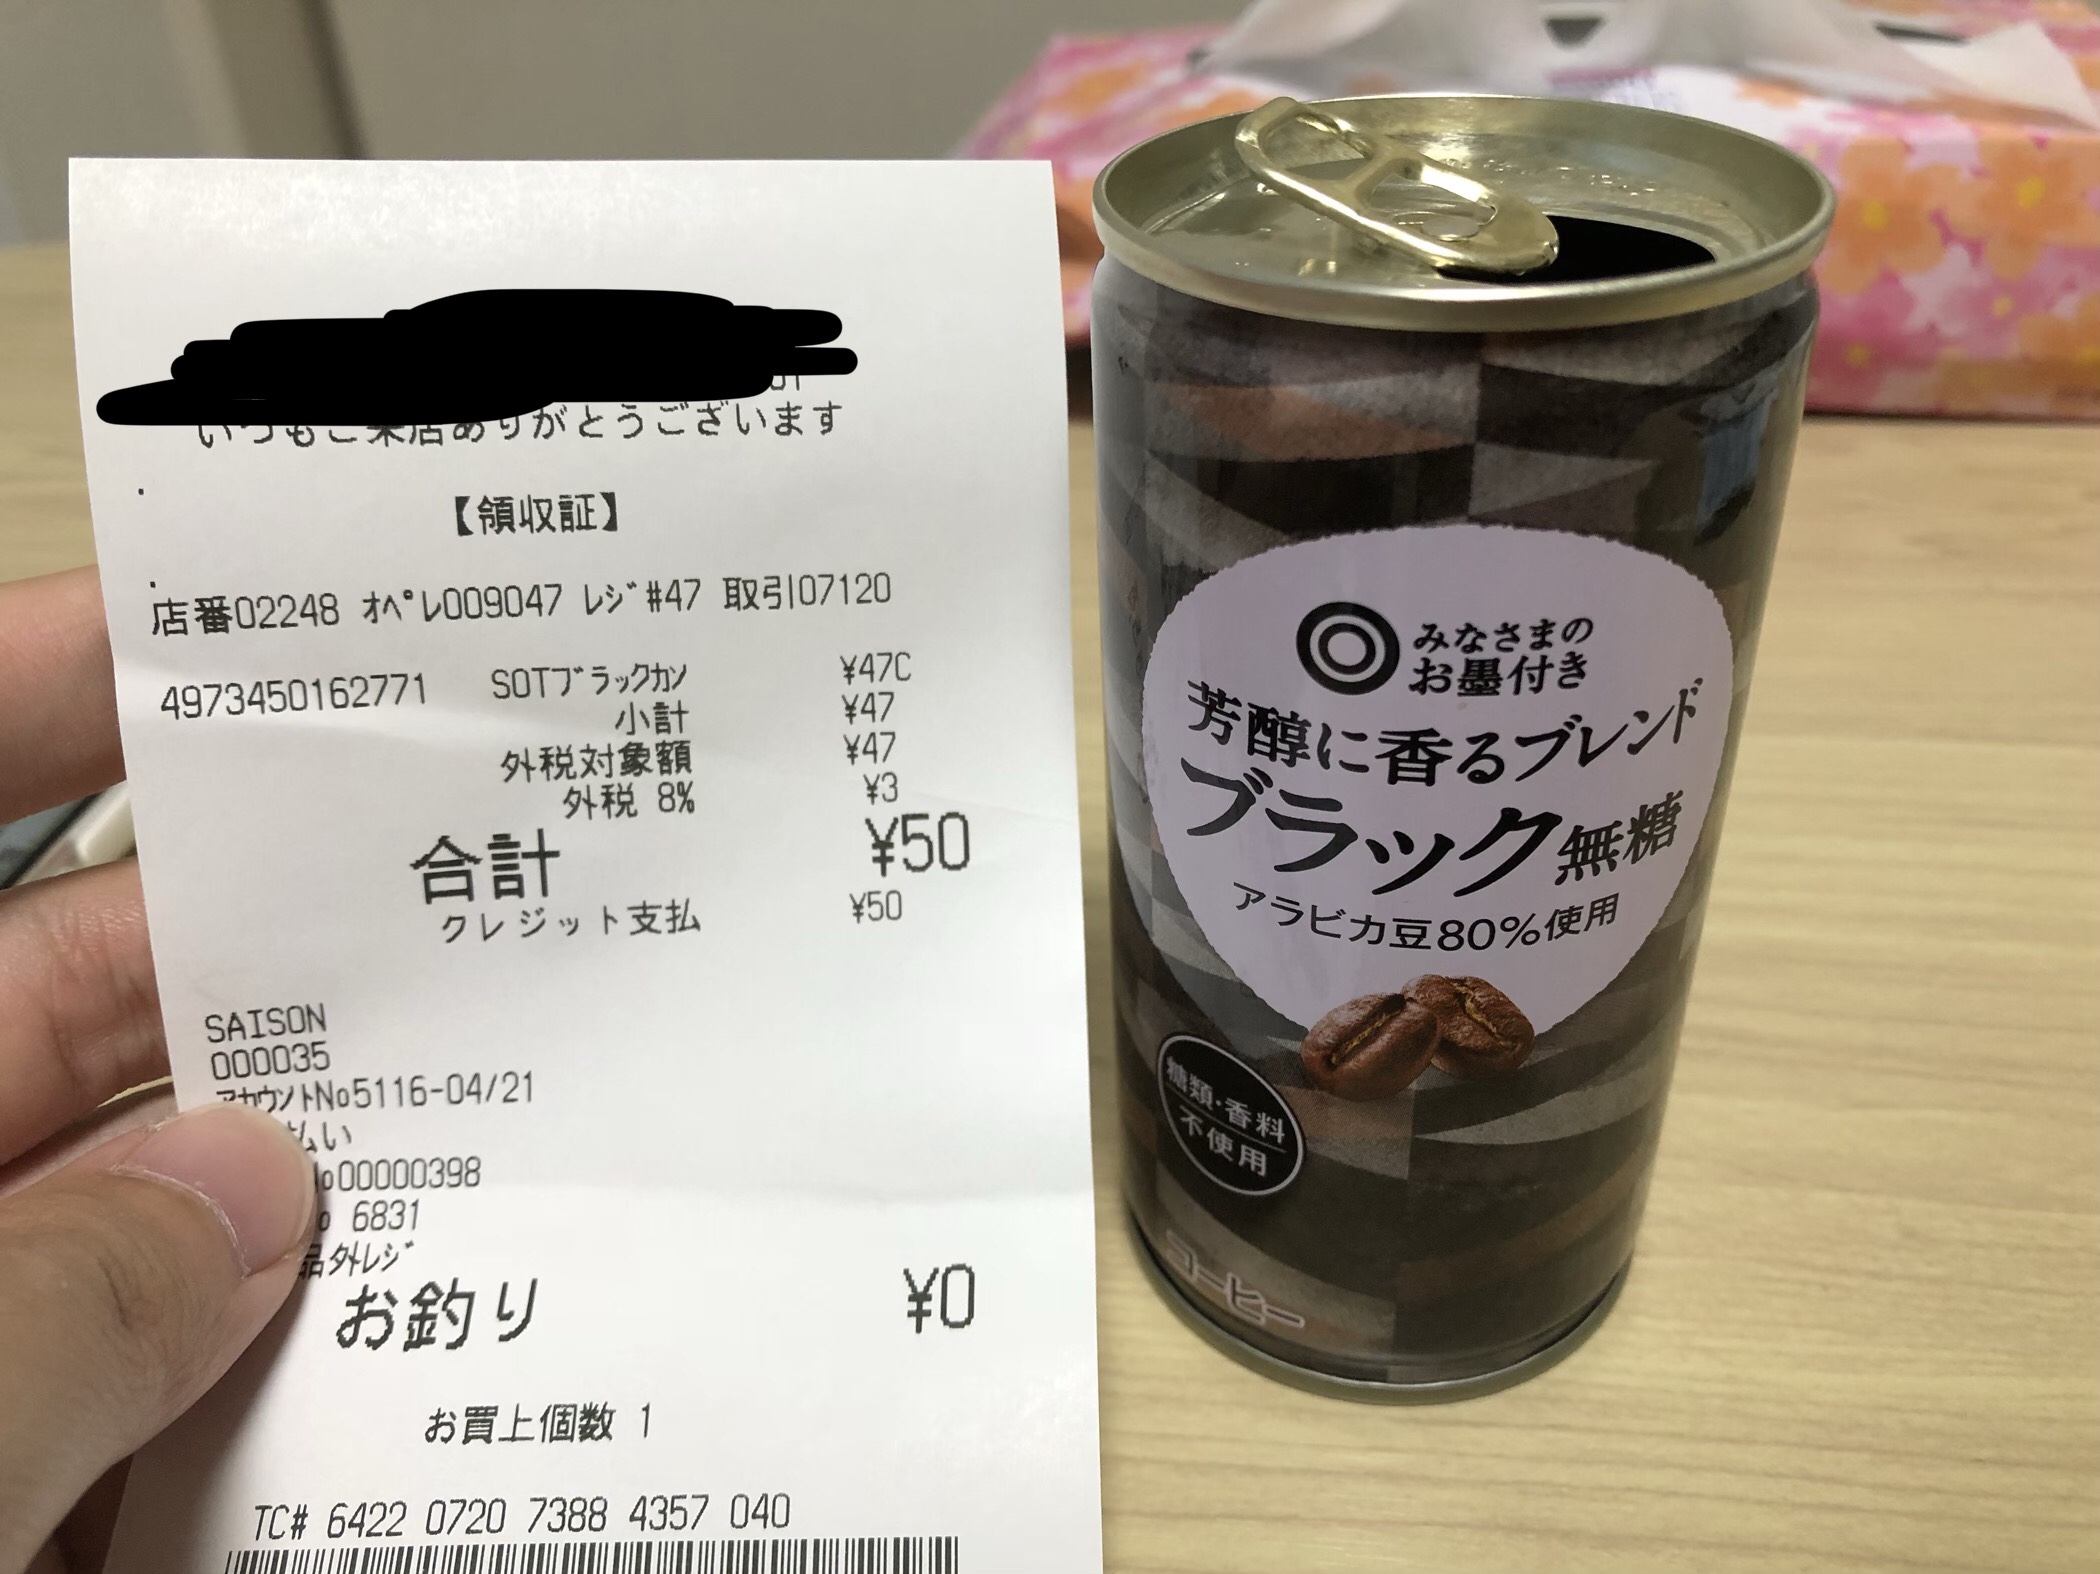 いつもご来店ありがとうございます
【領収証】
店番02248 ｵﾍﾟﾚ009047 ﾚｼﾞ#47 取引07120
4973450162771 SOTﾌﾞﾗｯｸｶﾝ ¥47C
小計 ¥47
外税対象額 ¥47
外税 8% ¥3
合計 ¥50
クレジット支払 ¥50
SAISON
000035
ｱｶｳﾝﾄNo5116-04/21
払い
00000398
6831
品外ﾚｼﾞ
お釣り ¥0
お買上個数 1
TC# 6422 0720 7388 4357 040
みなさまの
お墨付き
芳醇に香るブレンド
ブラック無糖
アラビカ豆80%使用
糖類・香料
不使用
コーヒー